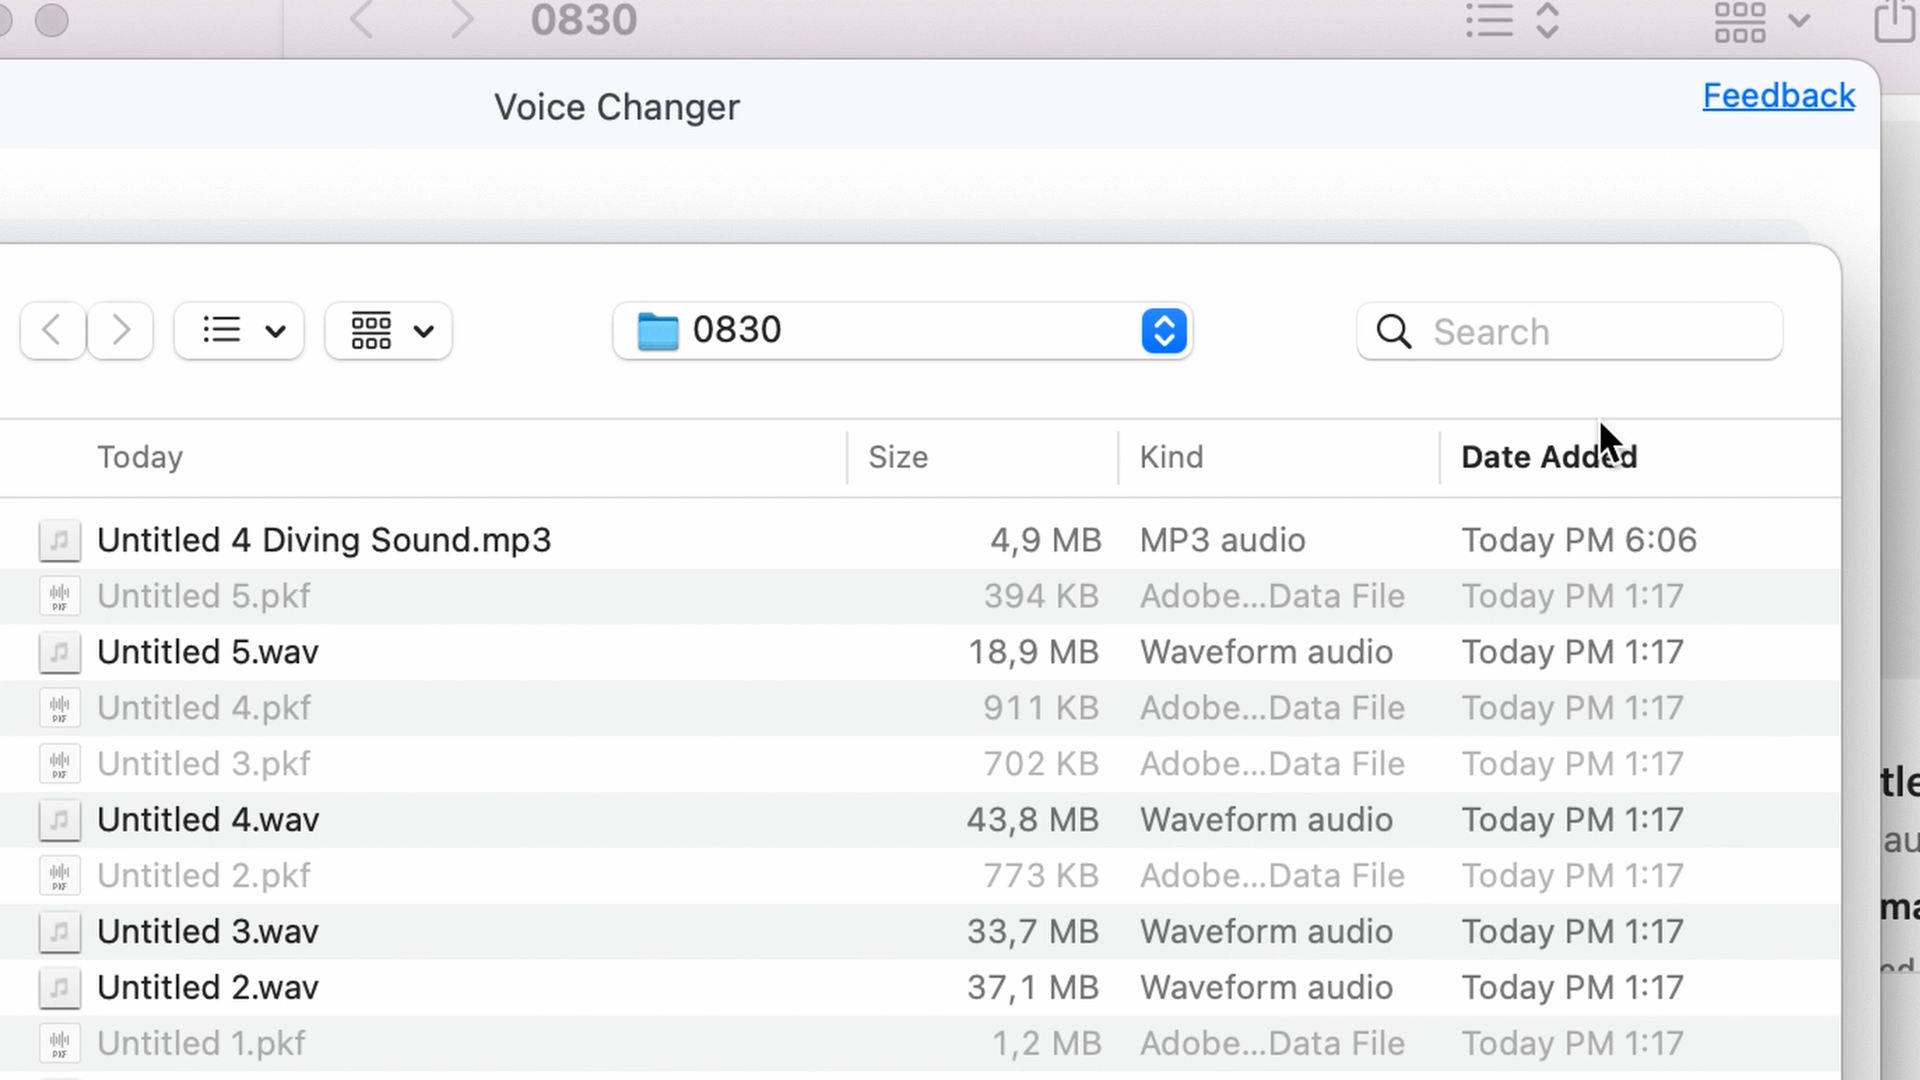 0830
Voice Changer
Feedback
0830
Search
Today Size Kind Date Added
Untitled 4 Diving Sound.mp3 4,9 MB MP3 audio Today PM 6:06
Untitled 5.pkf 394 KB Adobe...Data File Today PM 1:17
Untitled 5.wav 18,9 MB Waveform audio Today PM 1:17
Untitled 4.pkf 911 KB Adobe...Data File Today PM 1:17
Untitled 3.pkf 702 KB Adobe...Data File Today PM 1:17
Untitled 4.wav 43,8 MB Waveform audio Today PM 1:17
Untitled 2.pkf 773 KB Adobe...Data File Today PM 1:17
Untitled 3.wav 33,7 MB Waveform audio Today PM 1:17
Untitled 2.wav 37,1 MB Waveform audio Today PM 1:17
Untitled 1.pkf 1,2 MB Adobe...Data File Today PM 1:17